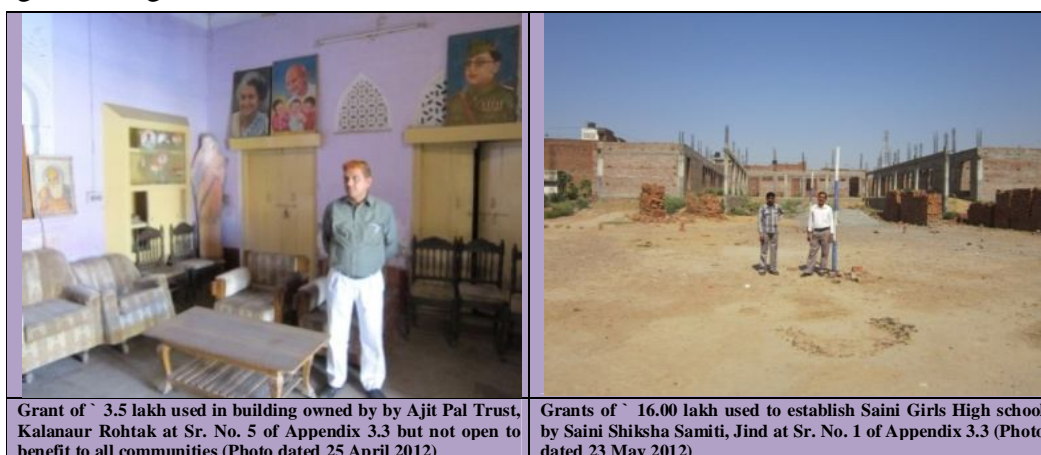 Grant of ` 3.5 lakh used in building owned by by Ajit Pal Trust,
Kalanaur Rohtak at Sr. No. 5 of Appendix 3.3 but not open to
benefit to all communities (Photo dated 25 April 2012)
Grants of ` 16.00 lakh used to establish Saini Girls High school
by Saini Shiksha Samiti, Jind at Sr. No. 1 of Appendix 3.3 (Photo
dated 23 May 2012)